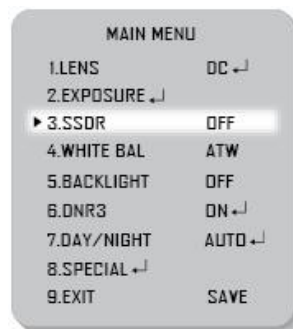 MAIN MENU
1.LENS DC ↵
2.EXPOSURE ↵
▶ 3.SSDR OFF
4.WHITE BAL ATW
5.BACKLIGHT OFF
6.DNR3 ON ↵
7.DAY/NIGHT AUTO ↵
8.SPECIAL ↵
9.EXIT SAVE